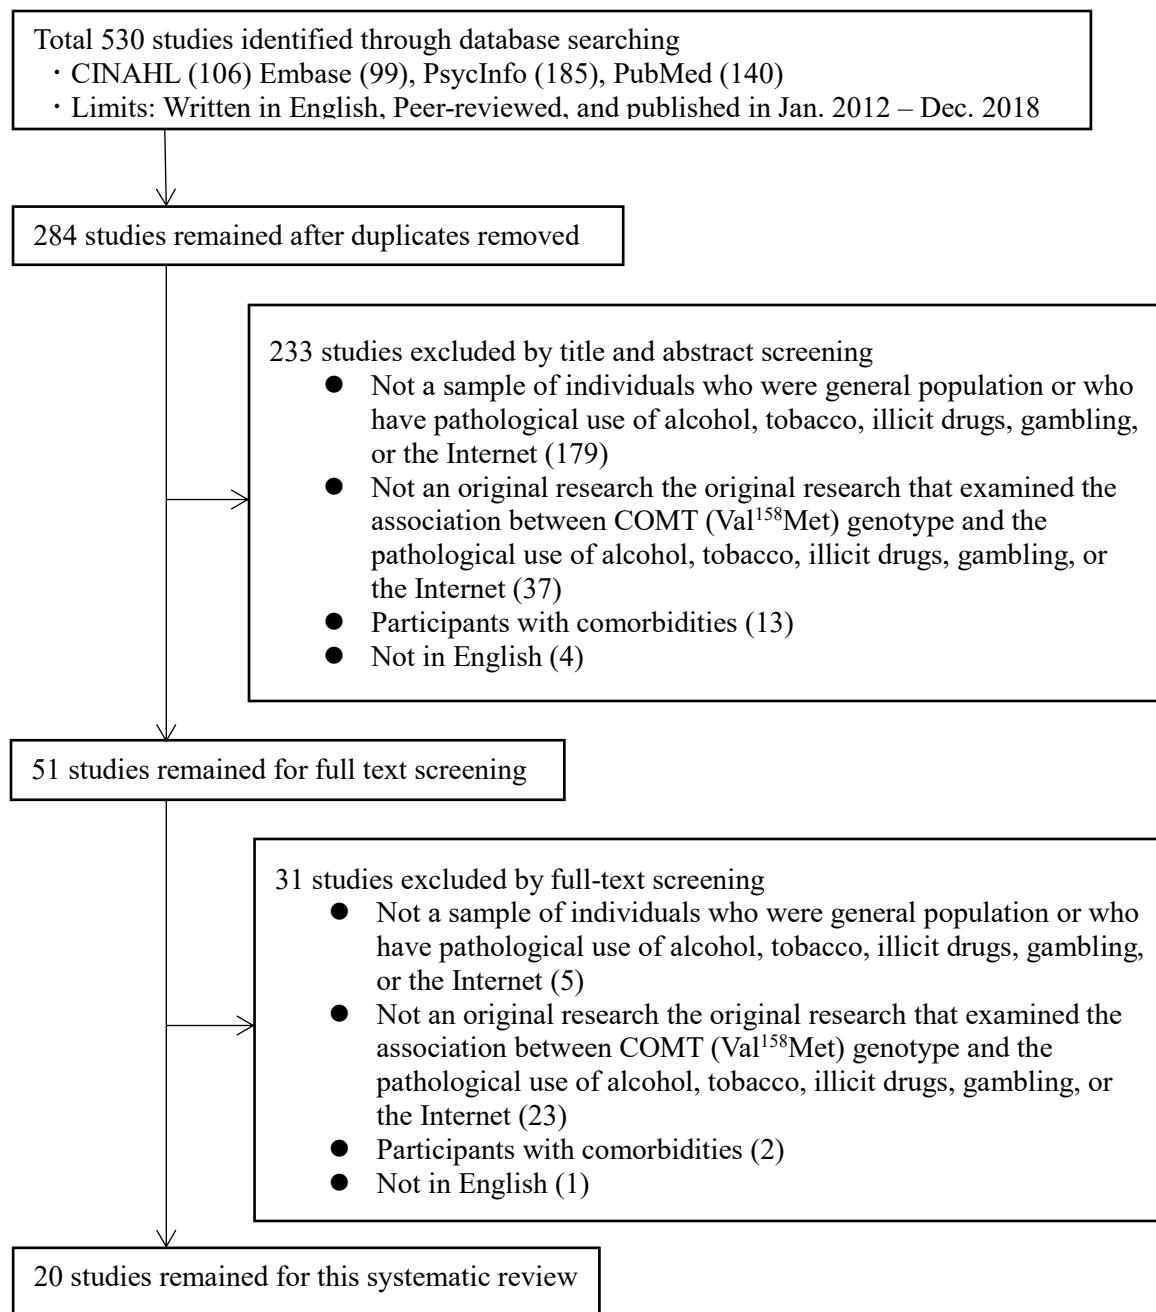 Total 530 studies identified through database searching
・CINAHL (106) Embase (99), PsycInfo (185), PubMed (140)
・Limits: Written in English, Peer-reviewed, and published in Jan. 2012 – Dec. 2018
284 studies remained after duplicates removed
233 studies excluded by title and abstract screening
● Not a sample of individuals who were general population or who
have pathological use of alcohol, tobacco, illicit drugs, gambling,
or the Internet (179)
● Not an original research the original research that examined the
association between COMT (Val¹⁵⁸Met) genotype and the
pathological use of alcohol, tobacco, illicit drugs, gambling, or
the Internet (37)
● Participants with comorbidities (13)
● Not in English (4)
51 studies remained for full text screening
31 studies excluded by full-text screening
● Not a sample of individuals who were general population or who
have pathological use of alcohol, tobacco, illicit drugs, gambling,
or the Internet (5)
● Not an original research the original research that examined the
association between COMT (Val¹⁵⁸Met) genotype and the
pathological use of alcohol, tobacco, illicit drugs, gambling, or
the Internet (23)
● Participants with comorbidities (2)
● Not in English (1)
20 studies remained for this systematic review